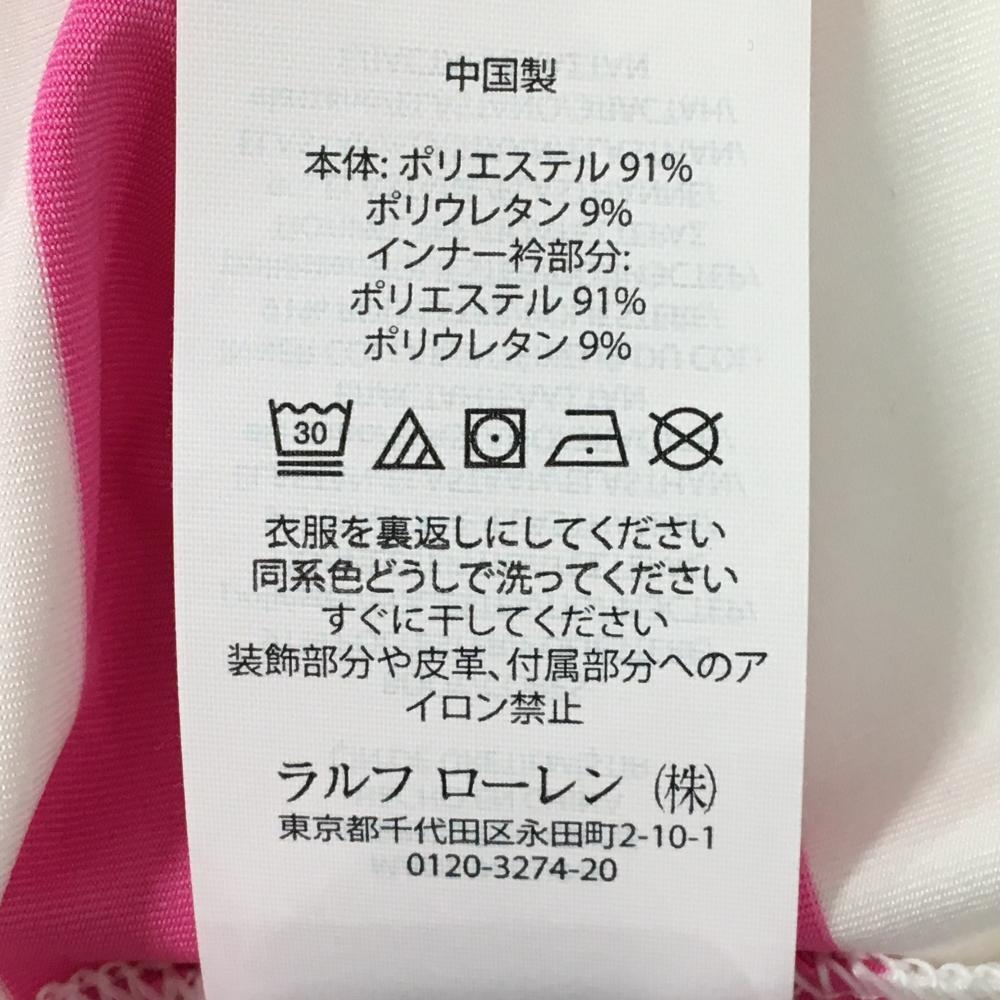 中国製
本体: ポリエステル 91%
ポリウレタン 9%
インナー衿部分:
ポリエステル 91%
ポリウレタン 9%
30
衣服を裏返しにしてください
同系色どうしで洗ってください
すぐに干してください
装飾部分や皮革、付属部分へのア
イロン禁止
ラルフ ローレン ㈱
東京都千代田区永田町2-10-1
0120-3274-20